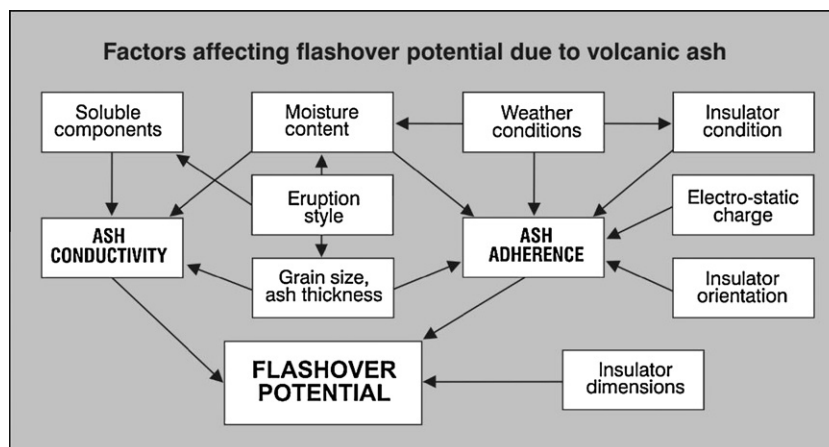 Factors affecting flashover potential due to volcanic ash
Soluble
components
Moisture
content
Weather
conditions
Insulator
condition
Eruption
style
Electro-static
charge
ASH
CONDUCTIVITY
ASH
ADHERENCE
Grain size,
ash thickness
Insulator
orientation
FLASHOVER
POTENTIAL
Insulator
dimensions